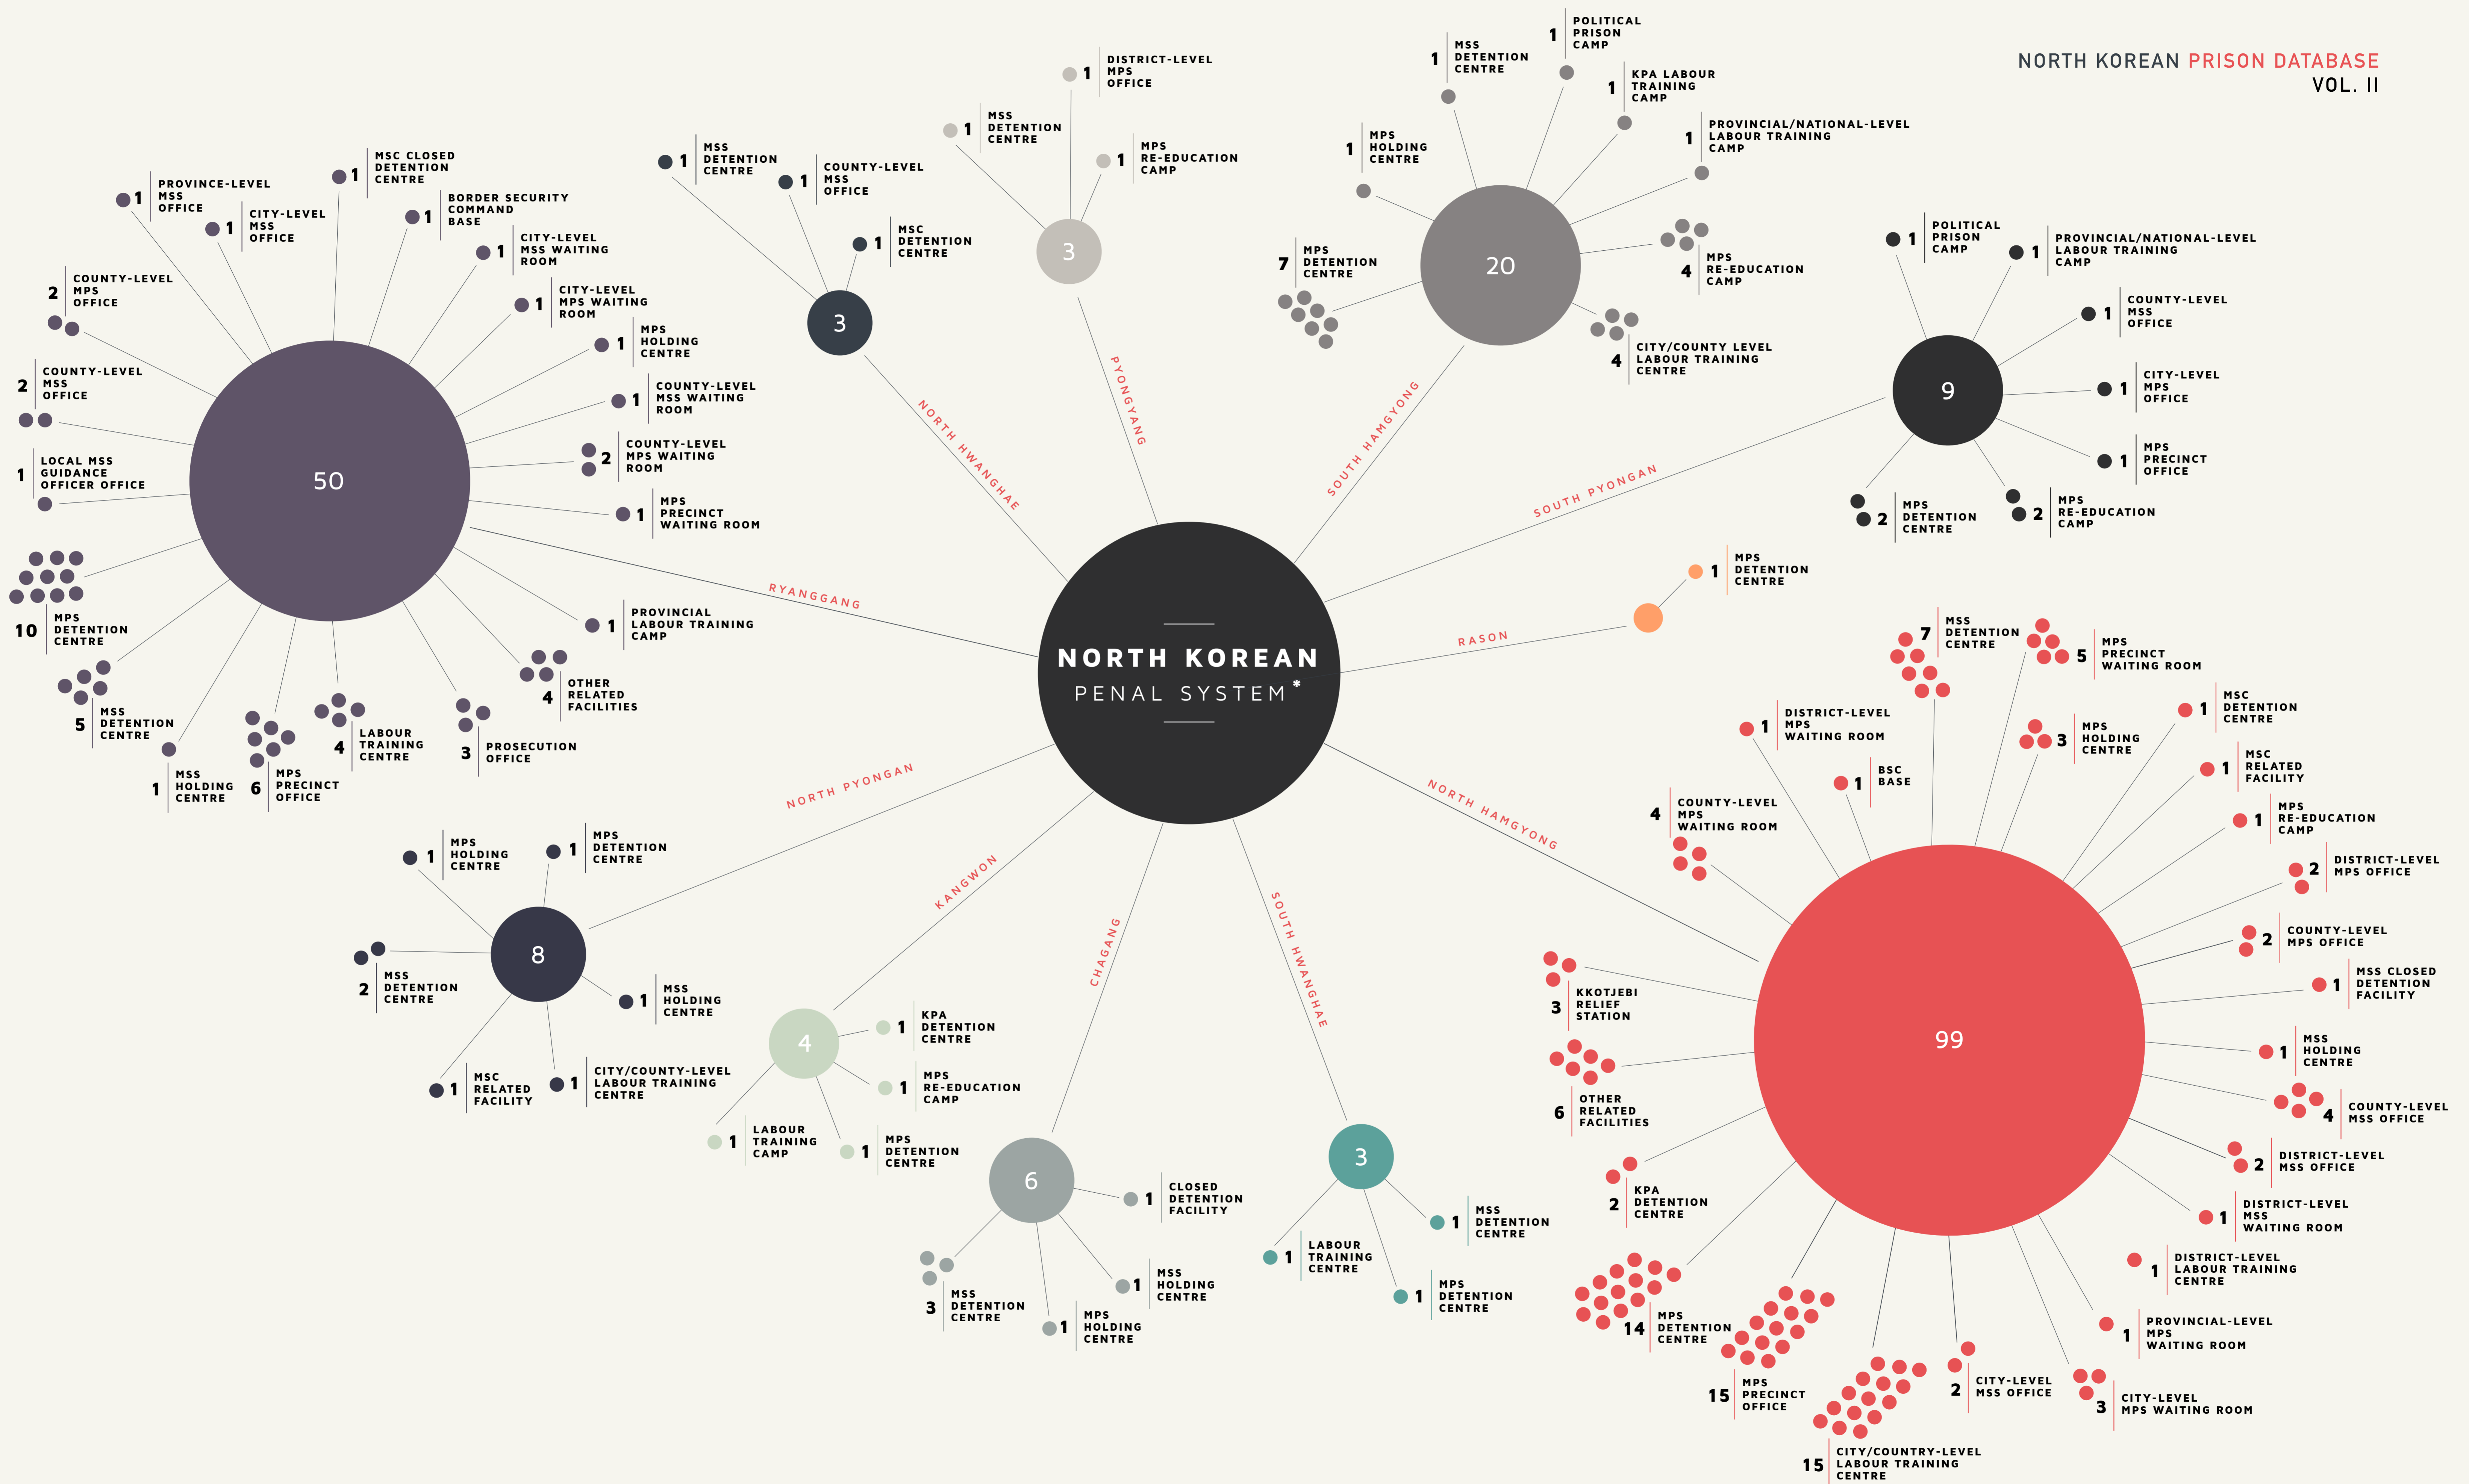 NORTH KOREAN PRISON DATABASE
VOL. II
NORTH KOREAN
PENAL SYSTEM*
RYANGGANG
50
1
PROVINCE-LEVEL
MSS
OFFICE
1
CITY-LEVEL
MSS
OFFICE
1
MSC CLOSED
DETENTION
CENTRE
1
BORDER SECURITY
COMMAND
BASE
1
CITY-LEVEL
MSS WAITING
ROOM
1
CITY-LEVEL
MPS WAITING
ROOM
1
MPS
HOLDING
CENTRE
1
COUNTY-LEVEL
MSS WAITING
ROOM
2
COUNTY-LEVEL
MPS WAITING
ROOM
1
MPS
PRECINCT
WAITING ROOM
1
PROVINCIAL
LABOUR TRAINING
CAMP
4
OTHER
RELATED
FACILITIES
3
PROSECUTION
OFFICE
4
LABOUR
TRAINING
CENTRE
6
MPS
PRECINCT
OFFICE
1
MSS
HOLDING
CENTRE
5
MSS
DETENTION
CENTRE
10
MPS
DETENTION
CENTRE
1
LOCAL MSS
GUIDANCE
OFFICER OFFICE
2
COUNTY-LEVEL
MSS
OFFICE
2
COUNTY-LEVEL
MPS
OFFICE
NORTH HWANGHAE
3
1
MSS
DETENTION
CENTRE
1
COUNTY-LEVEL
MSS
OFFICE
1
MSC
DETENTION
CENTRE
PYONGYANG
3
1
MSS
DETENTION
CENTRE
1
DISTRICT-LEVEL
MPS
OFFICE
1
MPS
RE-EDUCATION
CAMP
SOUTH HAMGYONG
20
7
MPS
DETENTION
CENTRE
1
MPS
HOLDING
CENTRE
1
MSS
DETENTION
CENTRE
1
POLITICAL
PRISON
CAMP
1
KPA LABOUR
TRAINING
CAMP
1
PROVINCIAL/NATIONAL-LEVEL
LABOUR TRAINING
CAMP
4
MPS
RE-EDUCATION
CAMP
4
CITY/COUNTY LEVEL
LABOUR TRAINING
CENTRE
SOUTH PYONGAN
9
1
POLITICAL
PRISON
CAMP
1
PROVINCIAL/NATIONAL-LEVEL
LABOUR TRAINING
CAMP
1
COUNTY-LEVEL
MSS
OFFICE
1
CITY-LEVEL
MPS
OFFICE
1
MPS
PRECINCT
OFFICE
2
MPS
RE-EDUCATION
CAMP
2
MPS
DETENTION
CENTRE
RASON
1
MPS
DETENTION
CENTRE
NORTH HAMGYONG
99
7
MSS
DETENTION
CENTRE
5
MPS
PRECINCT
WAITING ROOM
3
MPS
HOLDING
CENTRE
1
MSC
DETENTION
CENTRE
1
MSC
RELATED
FACILITY
1
MPS
RE-EDUCATION
CAMP
2
DISTRICT-LEVEL
MPS OFFICE
2
COUNTY-LEVEL
MPS OFFICE
1
MSS CLOSED
DETENTION
FACILITY
1
MSS
HOLDING
CENTRE
4
COUNTY-LEVEL
MSS OFFICE
2
DISTRICT-LEVEL
MSS OFFICE
1
DISTRICT-LEVEL
MSS
WAITING ROOM
1
DISTRICT-LEVEL
LABOUR TRAINING
CENTRE
1
PROVINCIAL-LEVEL
MPS
WAITING ROOM
3
CITY-LEVEL
MPS WAITING ROOM
2
CITY-LEVEL
MSS OFFICE
15
CITY/COUNTRY-LEVEL
LABOUR TRAINING
CENTRE
15
MPS
PRECINCT
OFFICE
14
MPS
DETENTION
CENTRE
2
KPA
DETENTION
CENTRE
6
OTHER
RELATED
FACILITIES
3
KKOTJEBI
RELIEF
STATION
4
COUNTY-LEVEL
MPS
WAITING ROOM
1
DISTRICT-LEVEL
MPS
WAITING ROOM
1
BSC
BASE
NORTH PYONGAN
8
1
MPS
HOLDING
CENTRE
1
MPS
DETENTION
CENTRE
2
MSS
DETENTION
CENTRE
1
MSS
HOLDING
CENTRE
1
MSC
RELATED
FACILITY
1
CITY/COUNTY-LEVEL
LABOUR TRAINING
CENTRE
KANGWON
4
1
KPA
DETENTION
CENTRE
1
MPS
RE-EDUCATION
CAMP
1
LABOUR
TRAINING
CAMP
1
MPS
DETENTION
CENTRE
CHAGANG
6
1
CLOSED
DETENTION
FACILITY
1
MSS
HOLDING
CENTRE
1
MPS
HOLDING
CENTRE
3
MSS
DETENTION
CENTRE
SOUTH HWANGHAE
3
1
MSS
DETENTION
CENTRE
1
LABOUR
TRAINING
CENTRE
1
MPS
DETENTION
CENTRE